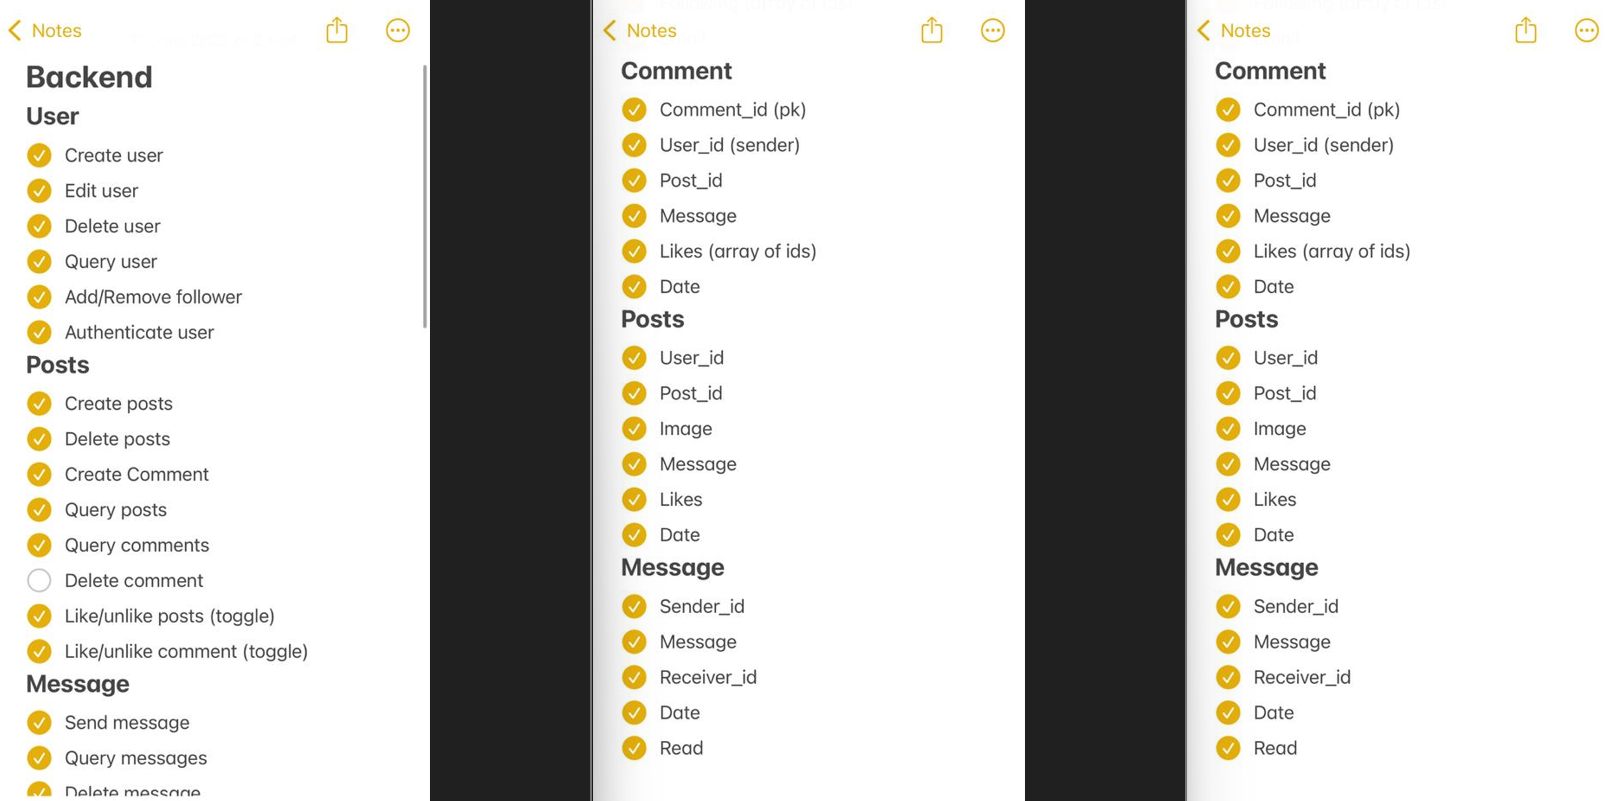 Notes
Backend
User
Create user
Edit user
Delete user
Query user
Add/Remove follower
Authenticate user
Posts
Create posts
Delete posts
Create Comment
Query posts
Query comments
Delete comment
Like/unlike posts (toggle)
Like/unlike comment (toggle)
Message
Send message
Query messages
Delete message
Notes
Comment
Comment_id (pk)
User_id (sender)
Post_id
Message
Likes (array of ids)
Date
Posts
User_id
Post_id
Image
Message
Likes
Date
Message
Sender_id
Message
Receiver_id
Date
Read
Notes
Comment
Comment_id (pk)
User_id (sender)
Post_id
Message
Likes (array of ids)
Date
Posts
User_id
Post_id
Image
Message
Likes
Date
Message
Sender_id
Message
Receiver_id
Date
Read